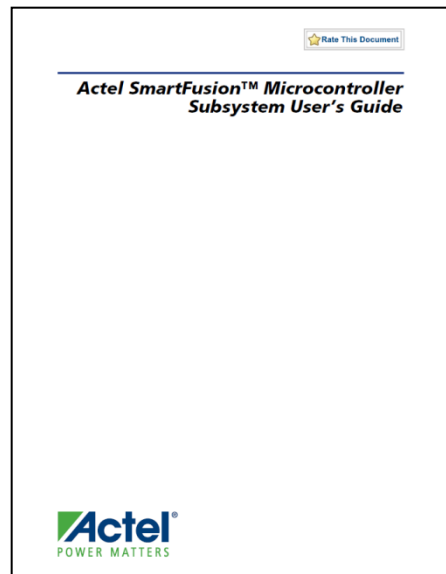 Rate This Document
Actel SmartFusion™ Microcontroller
Subsystem User's Guide
Actel®
POWER MATTERS